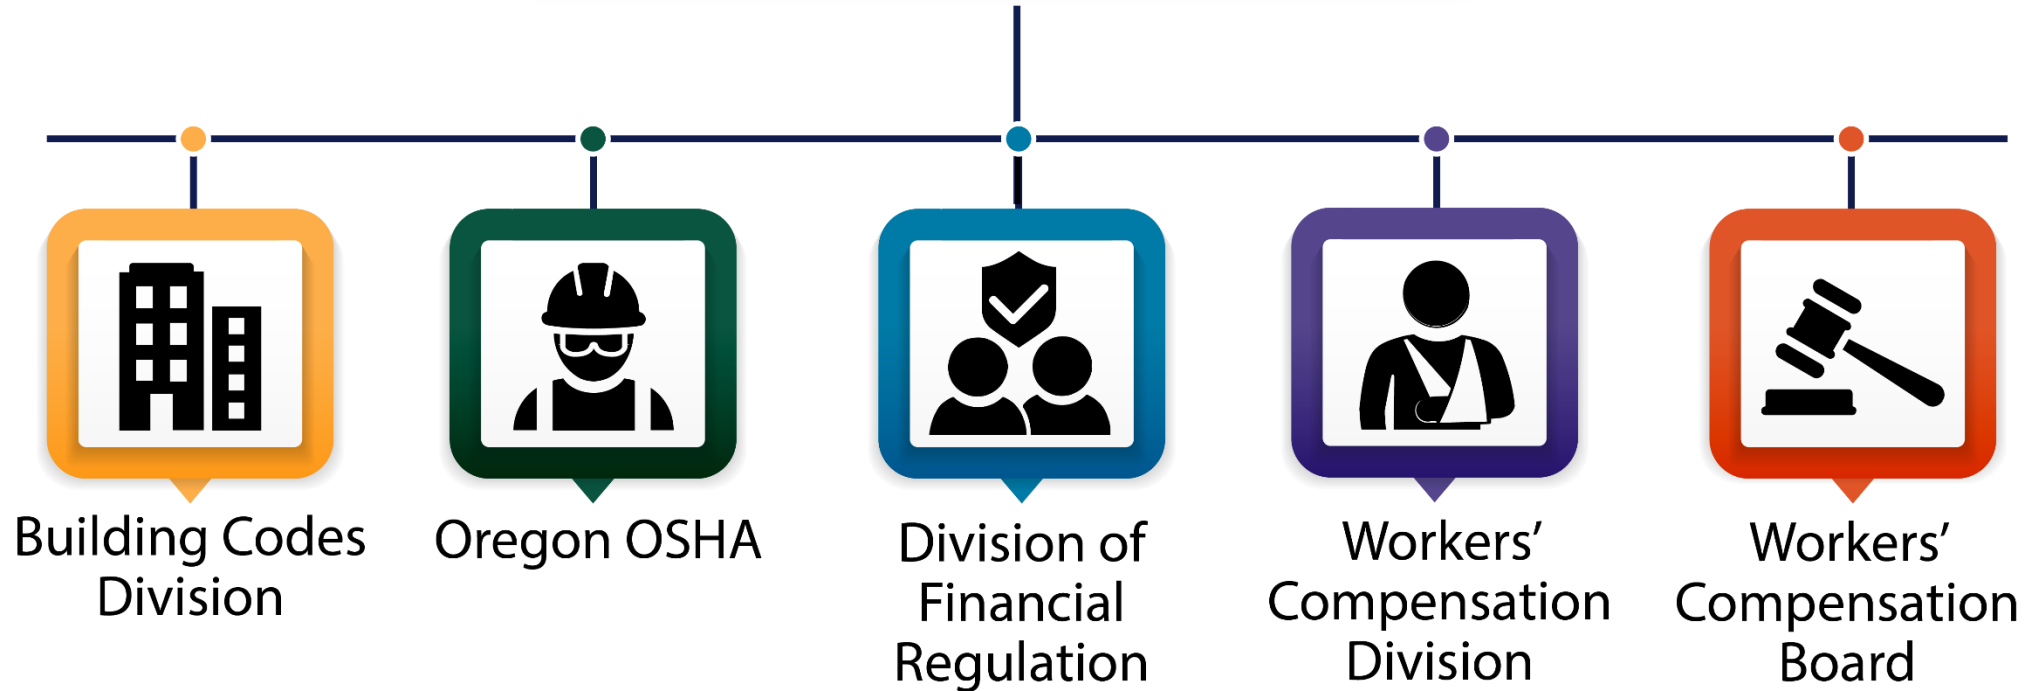 Building Codes
Division
Oregon OSHA
Division of
Financial
Regulation
Workers’
Compensation
Division
Workers’
Compensation
Board